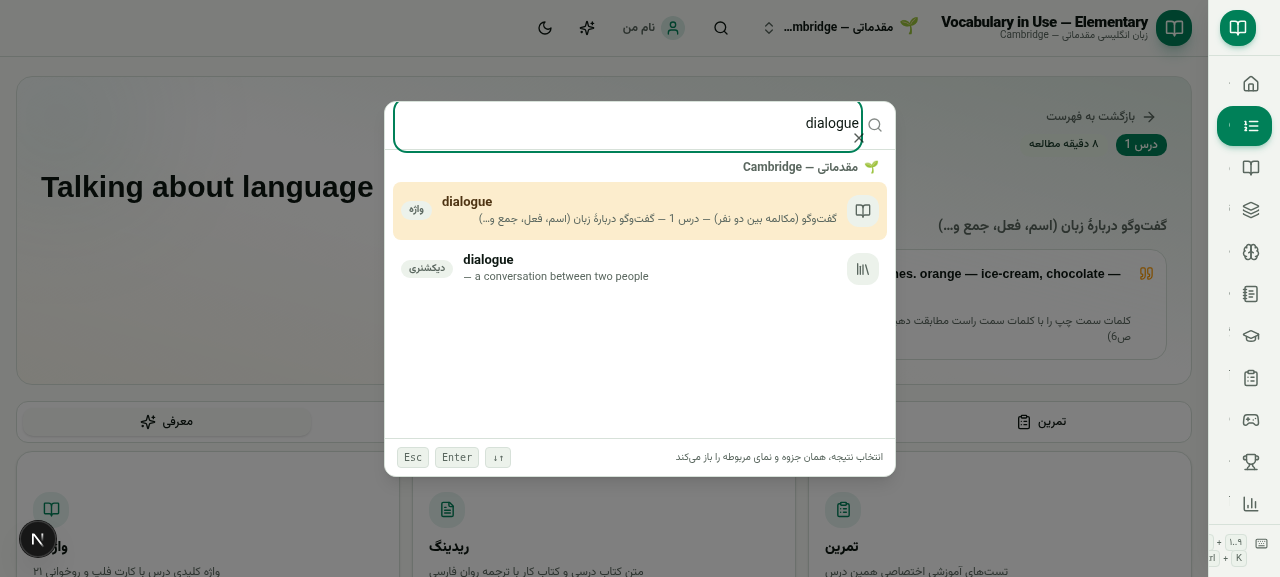 Vocabulary in Use — Elementary
زبان انگلیسی مقدماتی — Cambridge
🌱 مقدماتی — mbridge...
نام من
بازگشت به فهرست
درس 1
۸ دقیقه مطالعه
Talking about language
گفت‌وگو دربارهٔ زبان (اسم، فعل، جمع و…)
nes. orange — ice-cream, chocolate —
کلمات سمت چپ را با کلمات سمت راست مطابقت
ص6)
dialogue
🌱 مقدماتی — Cambridge
dialogue
واژه
گفت‌وگو (مکالمه بین دو نفر) — درس 1 — گفت‌وگو دربارهٔ زبان (اسم، فعل، جمع و…)
dialogue
دیکشنری
— a conversation between two people
انتخاب نتیجه، همان جزوه و نمای مربوطه را باز می‌کند
↑↓
Enter
Esc
تمرین
معرفی
تمرین
تست‌های آموزشی اختصاصی همین درس
ریدینگ
متن کتاب درسی و کتاب کار با ترجمه روان فارسی
واژه کلیدی درس با کارت فلپ و روخوانی ۲۱
N
+ ۱..۹
+ K